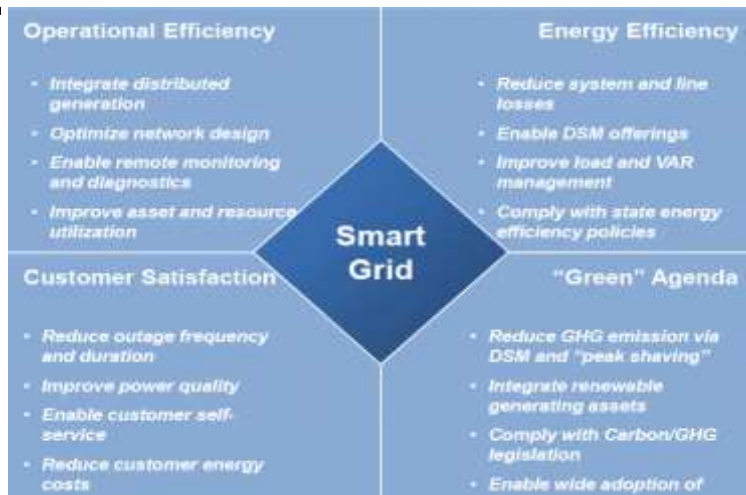 Operational Efficiency
• Integrate distributed
generation
• Optimize network design
• Enable remote monitoring
and diagnostics
• Improve asset and resource
utilization
Energy Efficiency
• Reduce system and line
losses
• Enable DSM offerings
• Improve load and VAR
management
• Comply with state energy
efficiency policies
Smart
Grid
Customer Satisfaction
• Reduce outage frequency
and duration
• Improve power quality
• Enable customer self-
service
• Reduce customer energy
costs
"Green" Agenda
• Reduce GHG emission via
DSM and "peak shaving"
• Integrate renewable
generating assets
• Comply with Carbon/GHG
legislation
• Enable wide adoption of